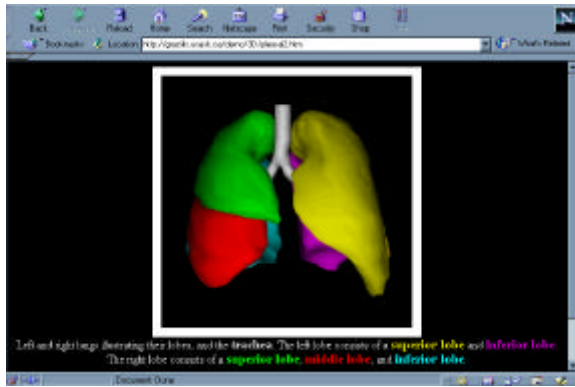 Back Reload Home Search Netscape Print Security Shop
Bookmarks Location: What's Related
N
Left and right lungs illustrating their lobes, and the trachea. The left lobe consists of a superior lobe and inferior lobe
The right lobe consists of a superior lobe, middle lobe, and inferior lobe
Document: Done